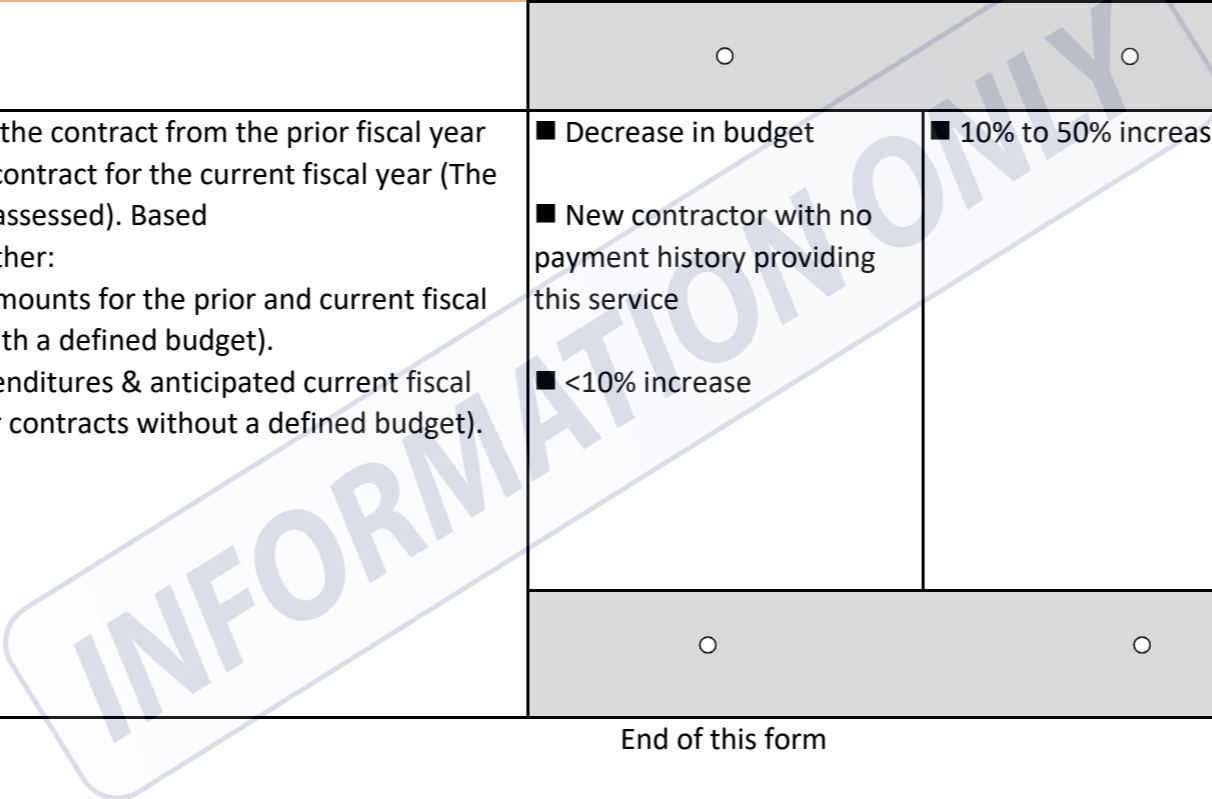 the contract from the prior fiscal year
contract for the current fiscal year (The
assessed). Based
ther:
mounts for the prior and current fiscal
th a defined budget).
enditures & anticipated current fiscal
r contracts without a defined budget).
■ Decrease in budget
■ New contractor with no
payment history providing
this service
■ <10% increase
■ 10% to 50% increas
End of this form
INFORMATION ONLY